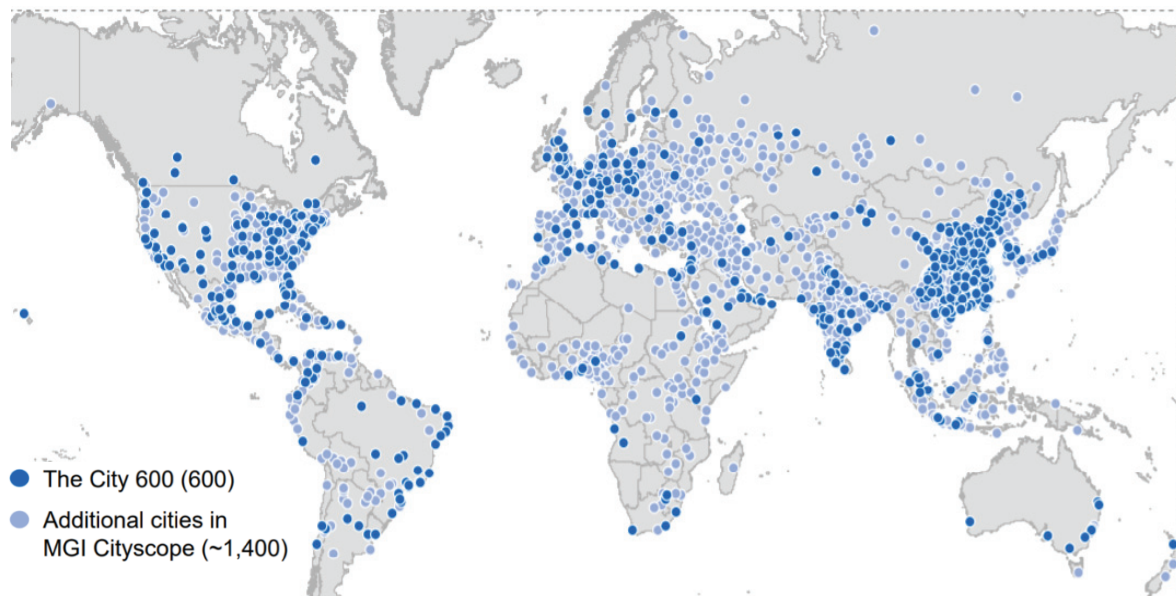 The City 600 (600)
Additional cities in
MGI Cityscope (~1,400)